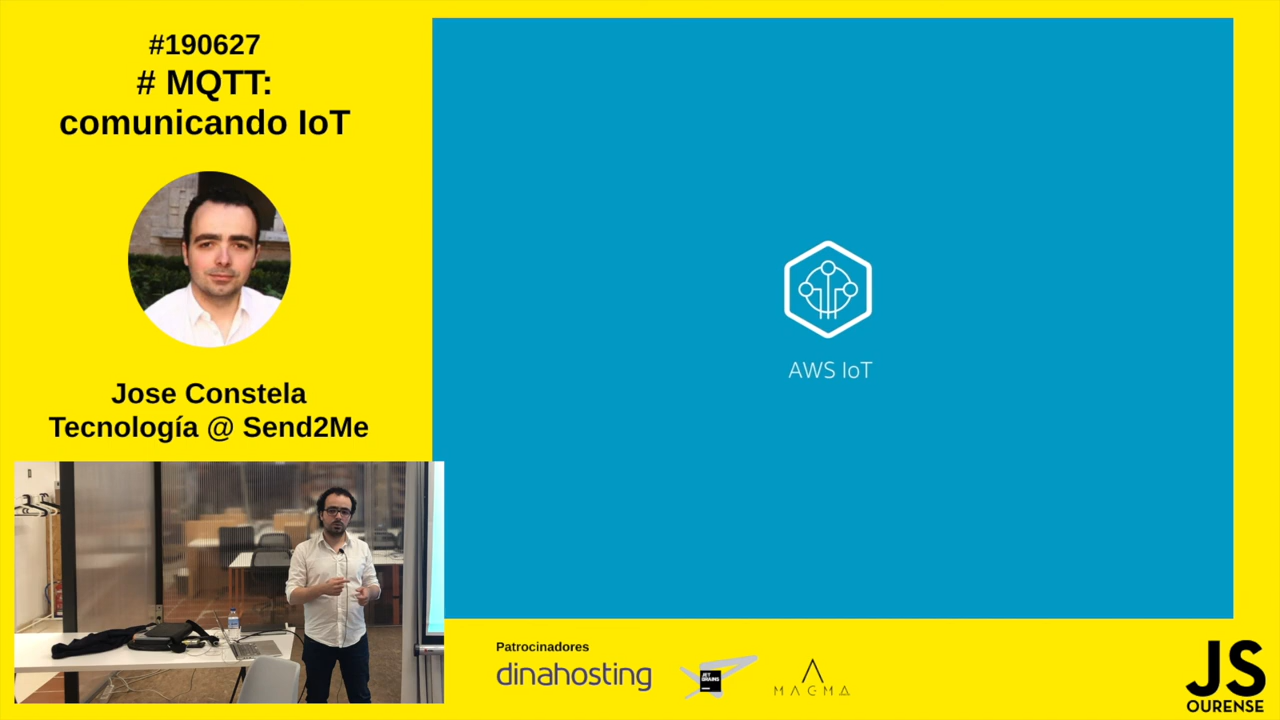 #190627
# MQTT:
comunicando IoT
Jose Constela
Tecnología @ Send2Me
AWS IoT
Patrocinadores
dinahosting
JET
BRAINS
MAGMA
JS
OURENSE